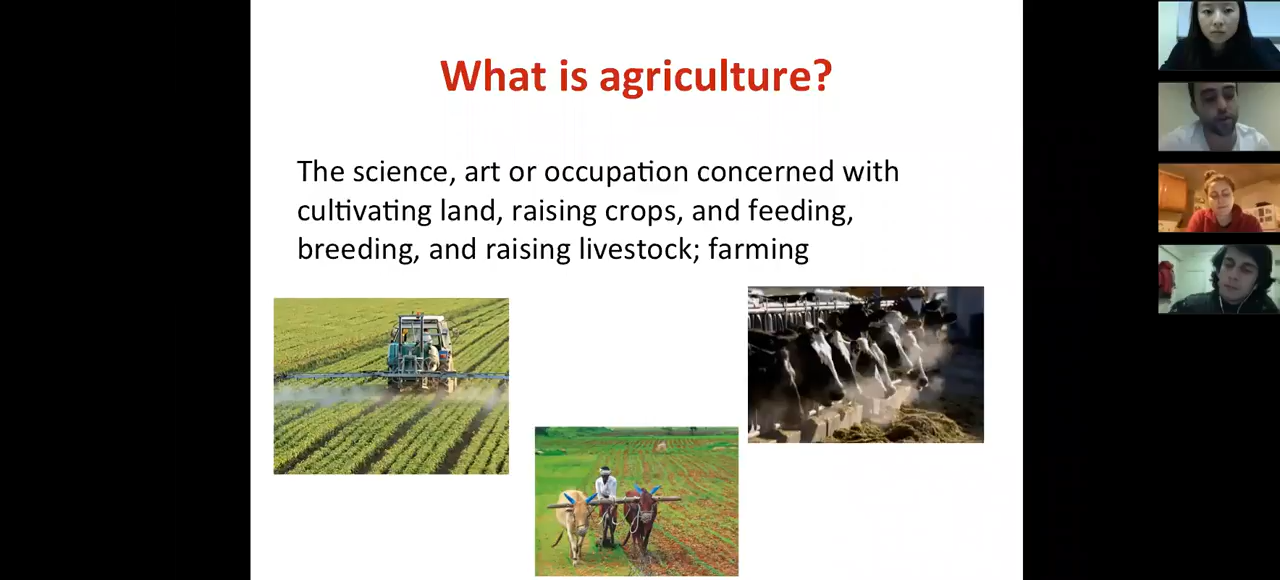 What is agriculture?
The science, art or occupation concerned with
cultivating land, raising crops, and feeding,
breeding, and raising livestock; farming